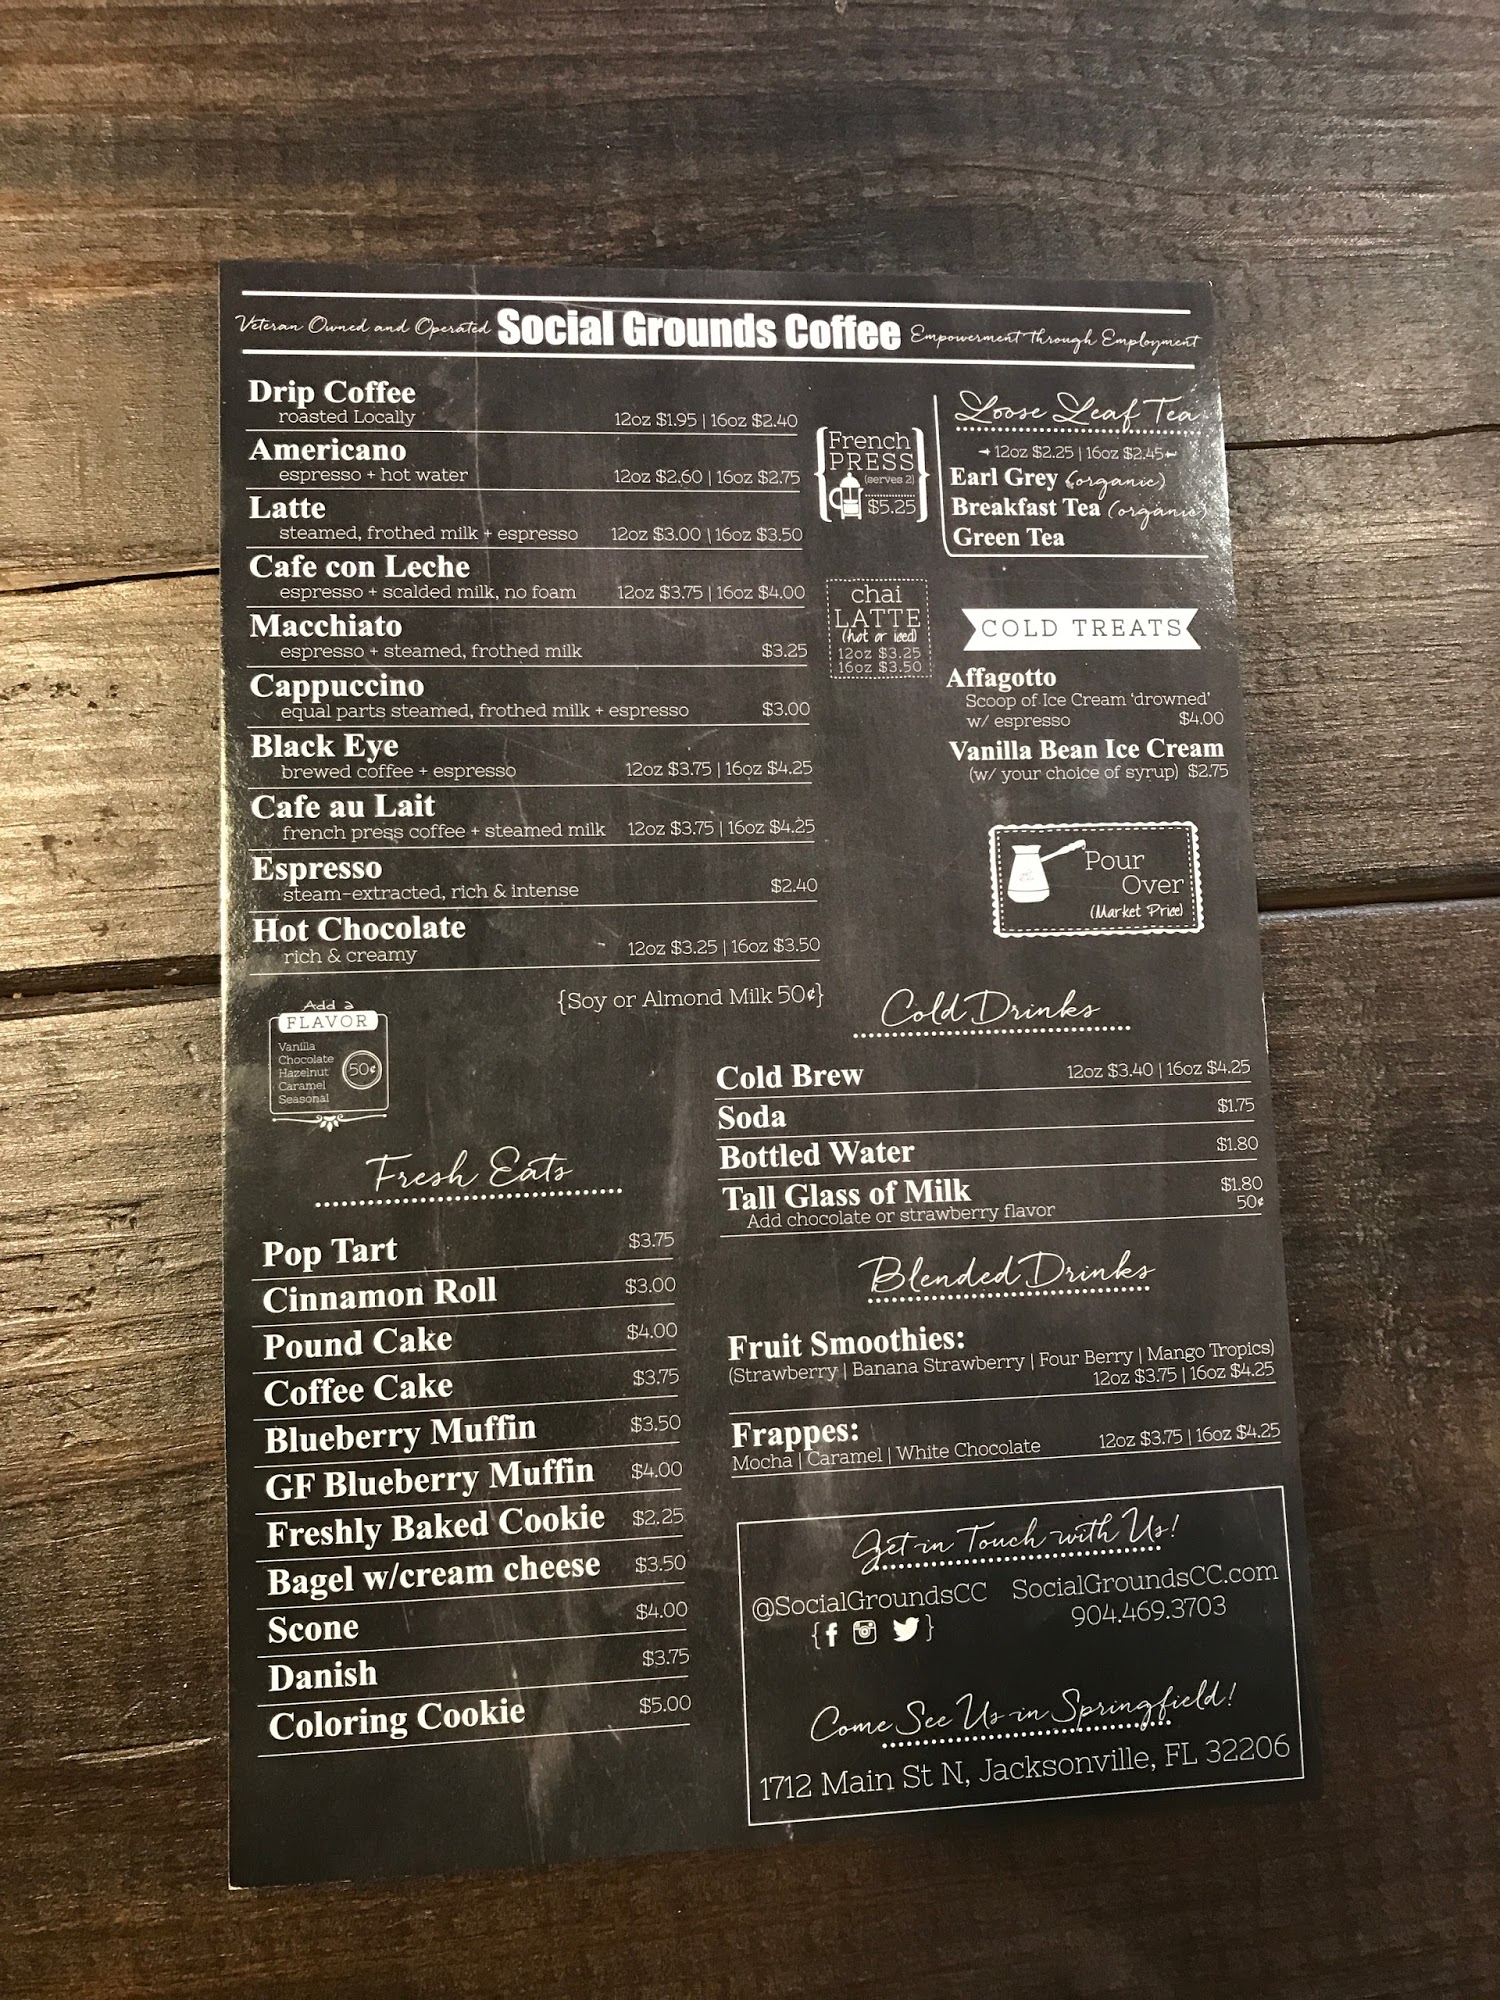 Veteran Owned and Operated Social Grounds Coffee Empowerment through Employment
Drip Coffee
roasted Locally 12oz $1.95 | 16oz $2.40
Americano
espresso + hot water 12oz $2.60 | 16oz $2.75
Latte
steamed, frothed milk + espresso 12oz $3.00 | 16oz $3.50
Cafe con Leche
espresso + scalded milk, no foam 12oz $3.75 | 16oz $4.00
Macchiato
espresso + steamed, frothed milk $3.25
Cappuccino
equal parts steamed, frothed milk + espresso $3.00
Black Eye
brewed coffee + espresso 12oz $3.75 | 16oz $4.25
Cafe au Lait
french press coffee + steamed milk 12oz $3.75 | 16oz $4.25
Espresso
steam-extracted, rich & intense $2.40
Hot Chocolate
rich & creamy 12oz $3.25 | 16oz $3.50
{Soy or Almond Milk 50¢}
French
PRESS
(serves 2)
$5.25
chai
LATTE
(hot or iced)
12oz $3.25
16oz $3.50
Loose Leaf Tea
12oz $2.25 | 16oz $2.45
Earl Grey (organic)
Breakfast Tea (organic)
Green Tea
COLD TREATS
Affagotto
Scoop of Ice Cream 'drowned'
w/ espresso $4.00
Vanilla Bean Ice Cream
(w/ your choice of syrup) $2.75
Pour
Over
(Market Price)
Add a
FLAVOR
Vanilla
Chocolate
Hazelnut 50¢
Caramel
Seasonal
Fresh Eats
Pop Tart $3.75
Cinnamon Roll $3.00
Pound Cake $4.00
Coffee Cake $3.75
Blueberry Muffin $3.50
GF Blueberry Muffin $4.00
Freshly Baked Cookie $2.25
Bagel w/cream cheese $3.50
Scone $4.00
Danish $3.75
Coloring Cookie $5.00
Cold Drinks
Cold Brew 12oz $3.40 | 16oz $4.25
Soda $1.75
Bottled Water $1.80
Tall Glass of Milk $1.80
Add chocolate or strawberry flavor 50¢
Blended Drinks
Fruit Smoothies:
(Strawberry | Banana Strawberry | Four Berry | Mango Tropics)
12oz $3.75 | 16oz $4.25
Frappes:
Mocha | Caramel | White Chocolate 12oz $3.75 | 16oz $4.25
Get in Touch with Us!
@SocialGroundsCC SocialGroundsCC.com
904.469.3703
Come See Us in Springfield!
1712 Main St N, Jacksonville, FL 32206